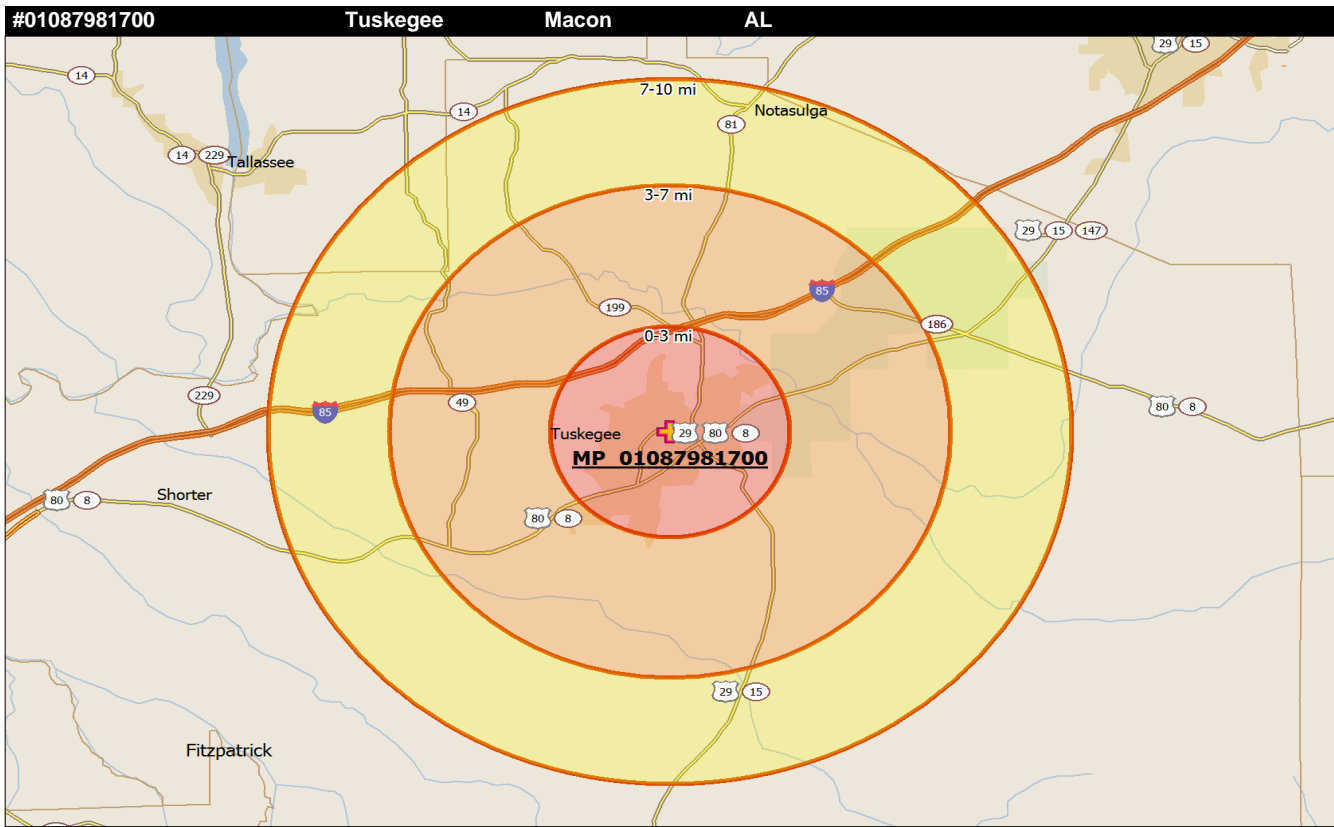 #01087981700 Tuskegee Macon AL
29 15
14
7-10 mi
14
Notasulga
81
14 229
Tallassee
3-7 mi
29 15 147
85
199
186
0-3 mi
229
49
85
80 8
Tuskegee 29 80 8
MP 01087981700
Shorter
80 8
80 8
29 15
Fitzpatrick